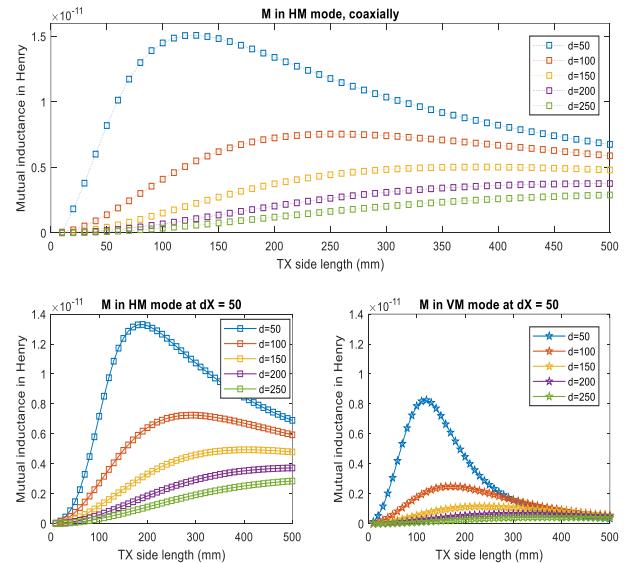 M in HM mode, coaxially
×10⁻¹¹
Mutual inductance in Henry
1.5
1
0.5
0
d=50
d=100
d=150
d=200
d=250
0 50 100 150 200 250 300 350 400 450 500
TX side length (mm)
M in HM mode at dX = 50
×10⁻¹¹
Mutual inductance in Henry
1.4
1.2
1
0.8
0.6
0.4
0.2
0
d=50
d=100
d=150
d=200
d=250
0 100 200 300 400 500
TX side length (mm)
M in VM mode at dX = 50
×10⁻¹¹
Mutual inductance in Henry
1.4
1.2
1
0.8
0.6
0.4
0.2
0
d=50
d=100
d=150
d=200
d=250
0 100 200 300 400 500
TX side length (mm)